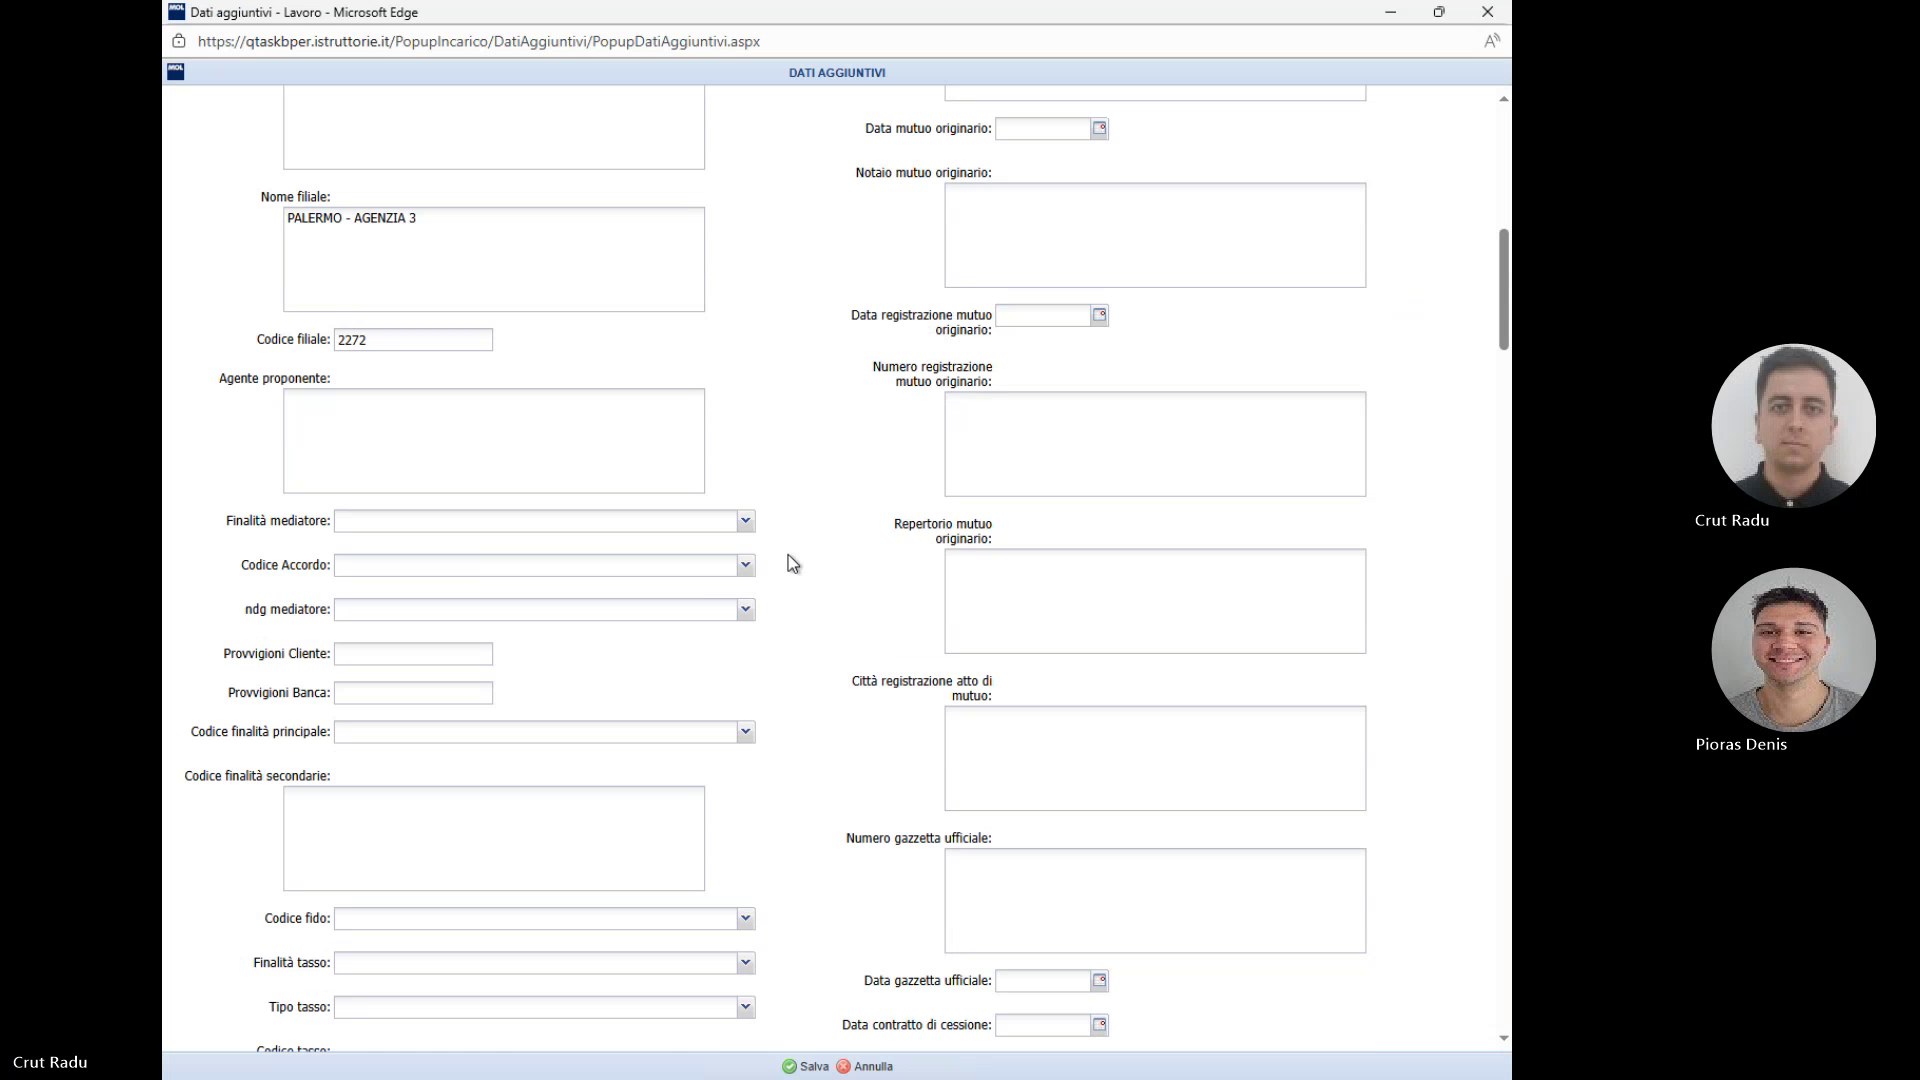 Dati aggiuntivi - Lavoro - Microsoft Edge
https://qtaskbper.istruttorie.it/PopupIncarico/DatiAggiuntivi/PopupDatiAggiuntivi.aspx
DATI AGGIUNTIVI
Nome filiale:
PALERMO - AGENZIA 3
Codice filiale: 2272
Agente proponente:
Finalità mediatore:
Codice Accordo:
ndg mediatore:
Provvigioni Cliente:
Provvigioni Banca:
Codice finalità principale:
Codice finalità secondarie:
Codice fido:
Finalità tasso:
Tipo tasso:
Codice tasso:
Data mutuo originario:
Notaio mutuo originario:
Data registrazione mutuo
originario:
Numero registrazione
mutuo originario:
Repertorio mutuo
originario:
Città registrazione atto di
mutuo:
Numero gazzetta ufficiale:
Data gazzetta ufficiale:
Data contratto di cessione:
Salva Annulla
Crut Radu
Pioras Denis
Crut Radu